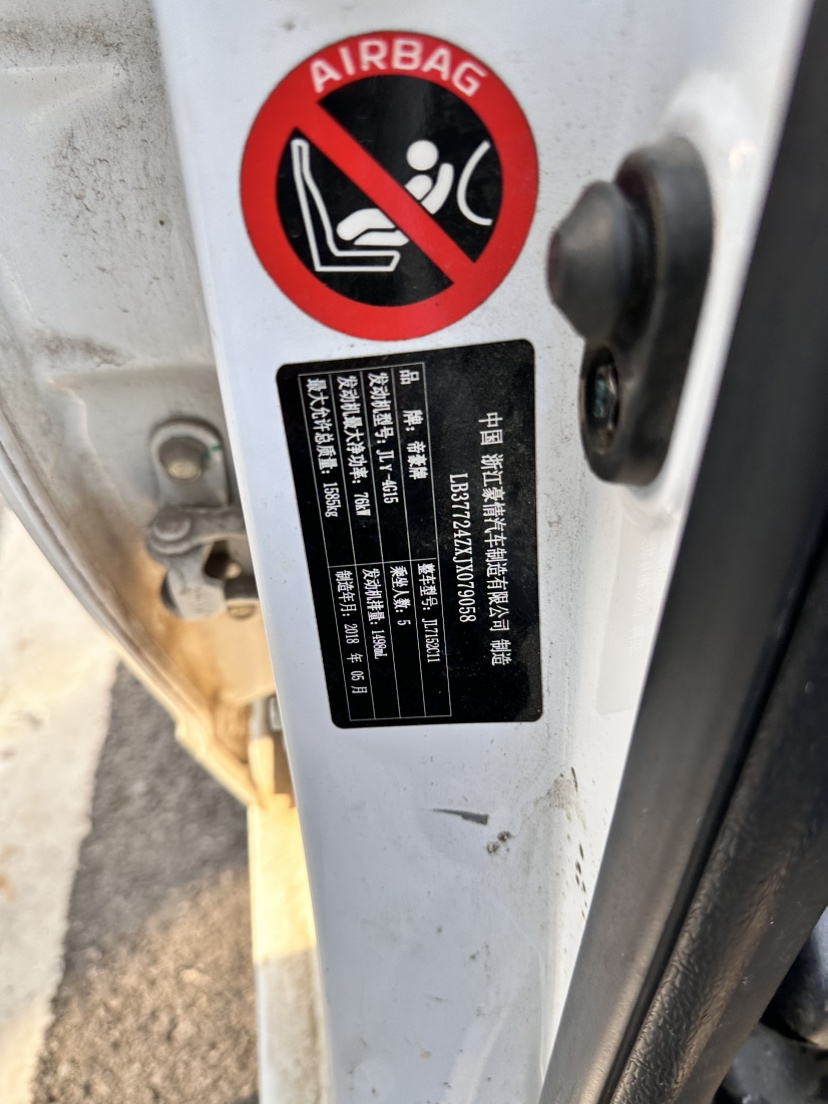 AIRBAG
中国 浙江豪情汽车制造有限公司 制造
LB37724ZXJX079058
品 牌: 帝豪牌 整车型号: JL7152C11
发动机型号: JLγ-4G15 乘坐人数: 5
发动机最大净功率: 76kW 发动机排量: 1498mL
最大允许总质量: 1585kg 制造年月: 2018 年 05 月